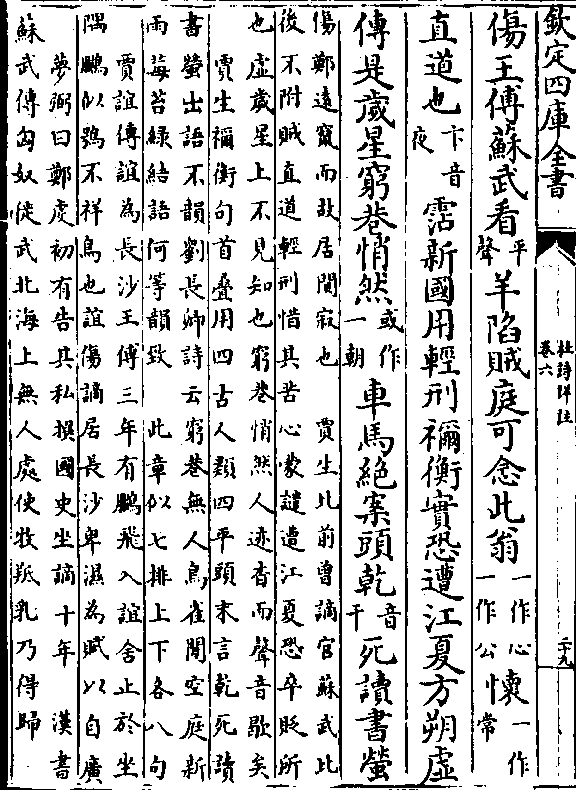 欽定四庫全書
杜詩詳註
卷六
二十九
傷王傅蘇武看平聲羊陷賊庭可念此翁一作心一作公懷一作常
直道也卞音夜霑新國用輕刑禰衡實恐遭江夏方朔虛
傳是歲星窮巷悄然或作一朝車馬絕案頭乾音干死讀書螢
傷鄭遠竄而故居闃寂也　賈生比前曾謫官蘇武比
後不附賊直道輕刑惜其苦心蒙譴遭江夏恐卒貶所
也虛歲星上不見知也窮巷悄然人迹杳而聲音歇矣
賈生禰衡句首疊用四古人類四平頭末言乾死讀
書螢出語不韻劉長卿詩云窮巷無人鳥雀閒空庭新
雨莓苔綠結語何等韻致　此章似七排上下各八句
賈誼傳誼為長沙王傅三年有鵩飛入誼舍止於坐
隅鵩似鴞不祥鳥也誼傷謫居長沙卑濕為賦以自廣
夢弼曰鄭虔初有告其私撰國史坐謫十年　漢書
蘇武傳匈奴徙武北海上無人處使牧羝乳乃得歸